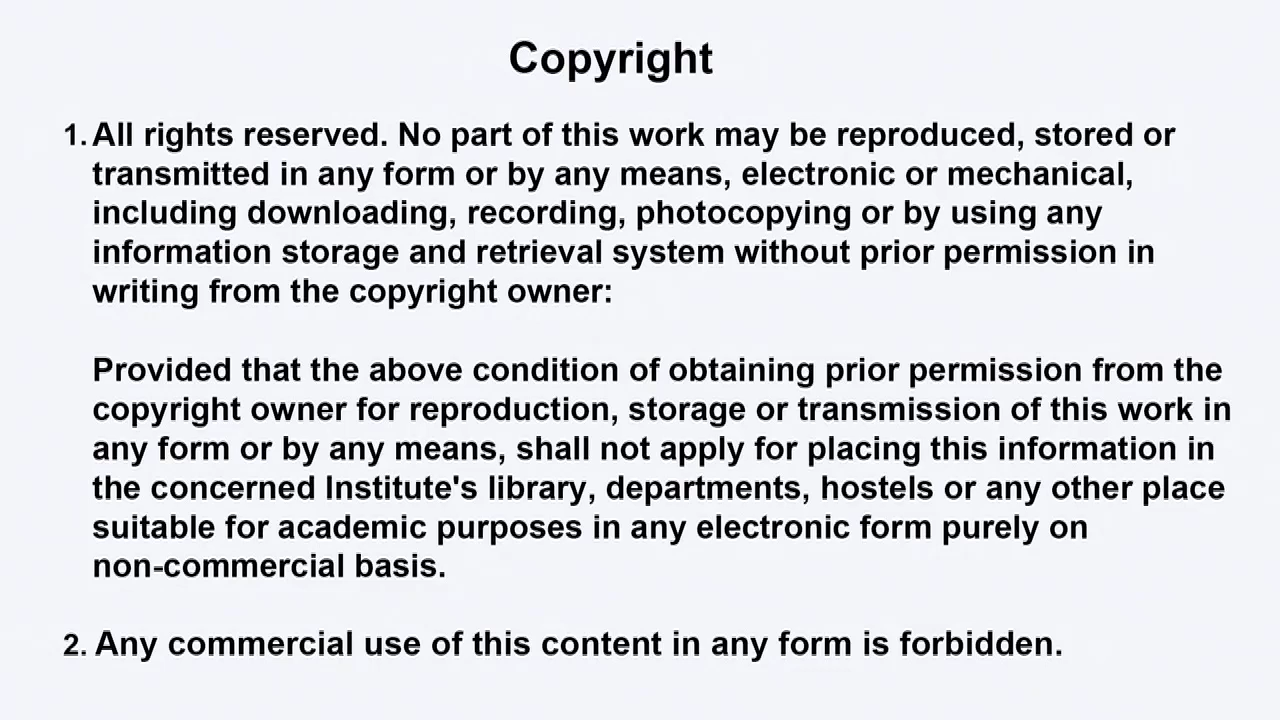 Copyright
1. All rights reserved. No part of this work may be reproduced, stored or
transmitted in any form or by any means, electronic or mechanical,
including downloading, recording, photocopying or by using any
information storage and retrieval system without prior permission in
writing from the copyright owner:
Provided that the above condition of obtaining prior permission from the
copyright owner for reproduction, storage or transmission of this work in
any form or by any means, shall not apply for placing this information in
the concerned Institute's library, departments, hostels or any other place
suitable for academic purposes in any electronic form purely on
non-commercial basis.
2. Any commercial use of this content in any form is forbidden.